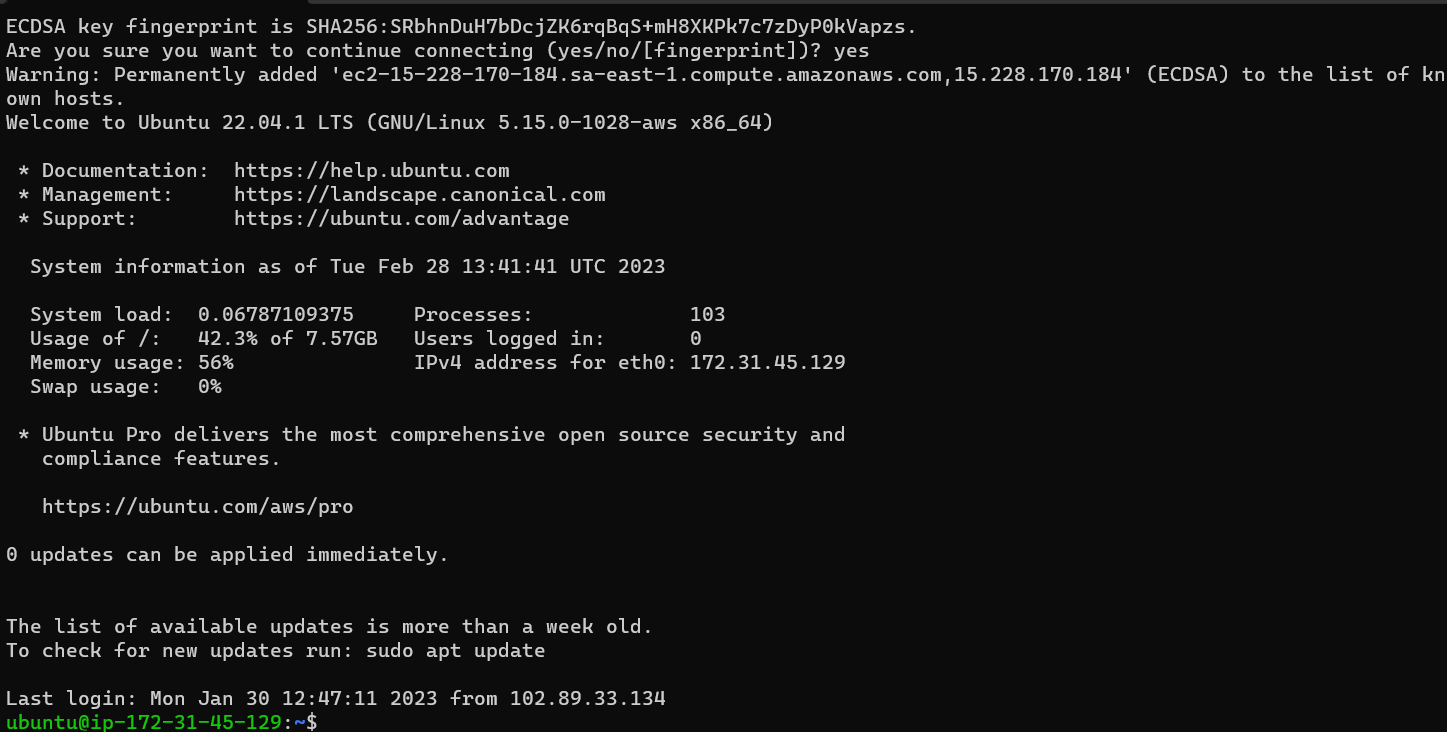 ECDSA key fingerprint is SHA256:SRbhnDuH7bDcjZK6rqBqS+mH8XKPk7c7zDyP0kVapzs.
Are you sure you want to continue connecting (yes/no/[fingerprint])? yes
Warning: Permanently added 'ec2-15-228-170-184.sa-east-1.compute.amazonaws.com,15.228.170.184' (ECDSA) to the list of kn
own hosts.
Welcome to Ubuntu 22.04.1 LTS (GNU/Linux 5.15.0-1028-aws x86_64)

 * Documentation:  https://help.ubuntu.com
 * Management:     https://landscape.canonical.com
 * Support:        https://ubuntu.com/advantage

  System information as of Tue Feb 28 13:41:41 UTC 2023

  System load:  0.06787109375     Processes:             103
  Usage of /:   42.3% of 7.57GB   Users logged in:       0
  Memory usage: 56%               IPv4 address for eth0: 172.31.45.129
  Swap usage:   0%

 * Ubuntu Pro delivers the most comprehensive open source security and
   compliance features.

   https://ubuntu.com/aws/pro

0 updates can be applied immediately.


The list of available updates is more than a week old.
To check for new updates run: sudo apt update

Last login: Mon Jan 30 12:47:11 2023 from 102.89.33.134
ubuntu@ip-172-31-45-129:~$